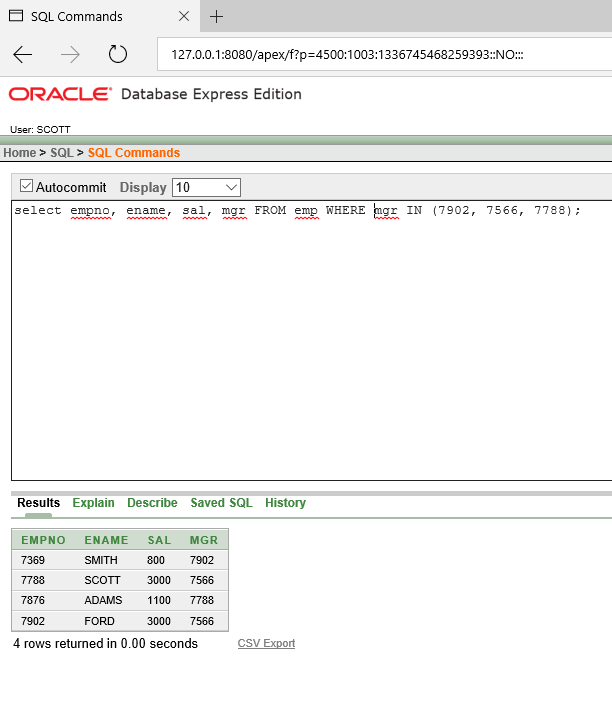 SQL Commands
127.0.0.1:8080/apex/f?p=4500:1003:1336745468259393::NO:::
ORACLE® Database Express Edition
User: SCOTT
Home > SQL > SQL Commands
Autocommit Display 10
select empno, ename, sal, mgr FROM emp WHERE mgr IN (7902, 7566, 7788);
Results Explain Describe Saved SQL History
EMPNO ENAME SAL MGR
7369 SMITH 800 7902
7788 SCOTT 3000 7566
7876 ADAMS 1100 7788
7902 FORD 3000 7566
4 rows returned in 0.00 seconds CSV Export